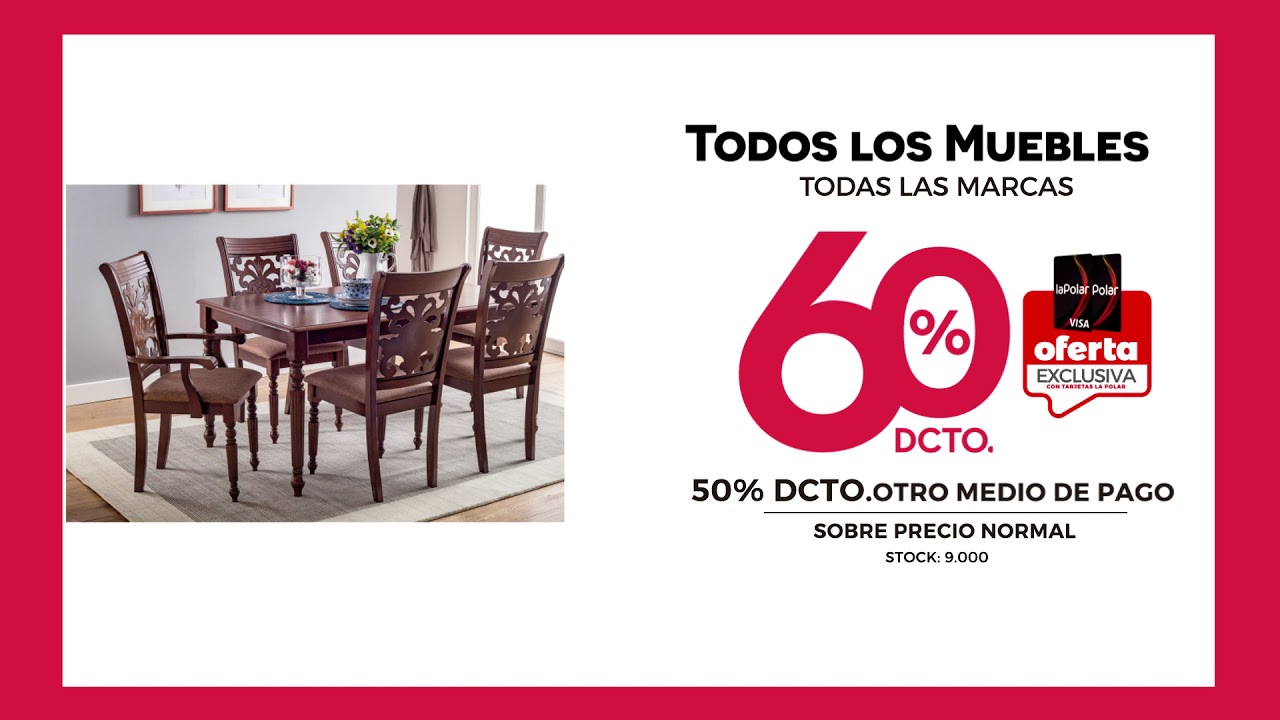 TODOS LOS MUEBLES
TODAS LAS MARCAS
60%
DCTO.
laPolar Polar
VISA
oferta
EXCLUSIVA
CON TARJETAS LA POLAR
50% DCTO.OTRO MEDIO DE PAGO
SOBRE PRECIO NORMAL
STOCK: 9.000